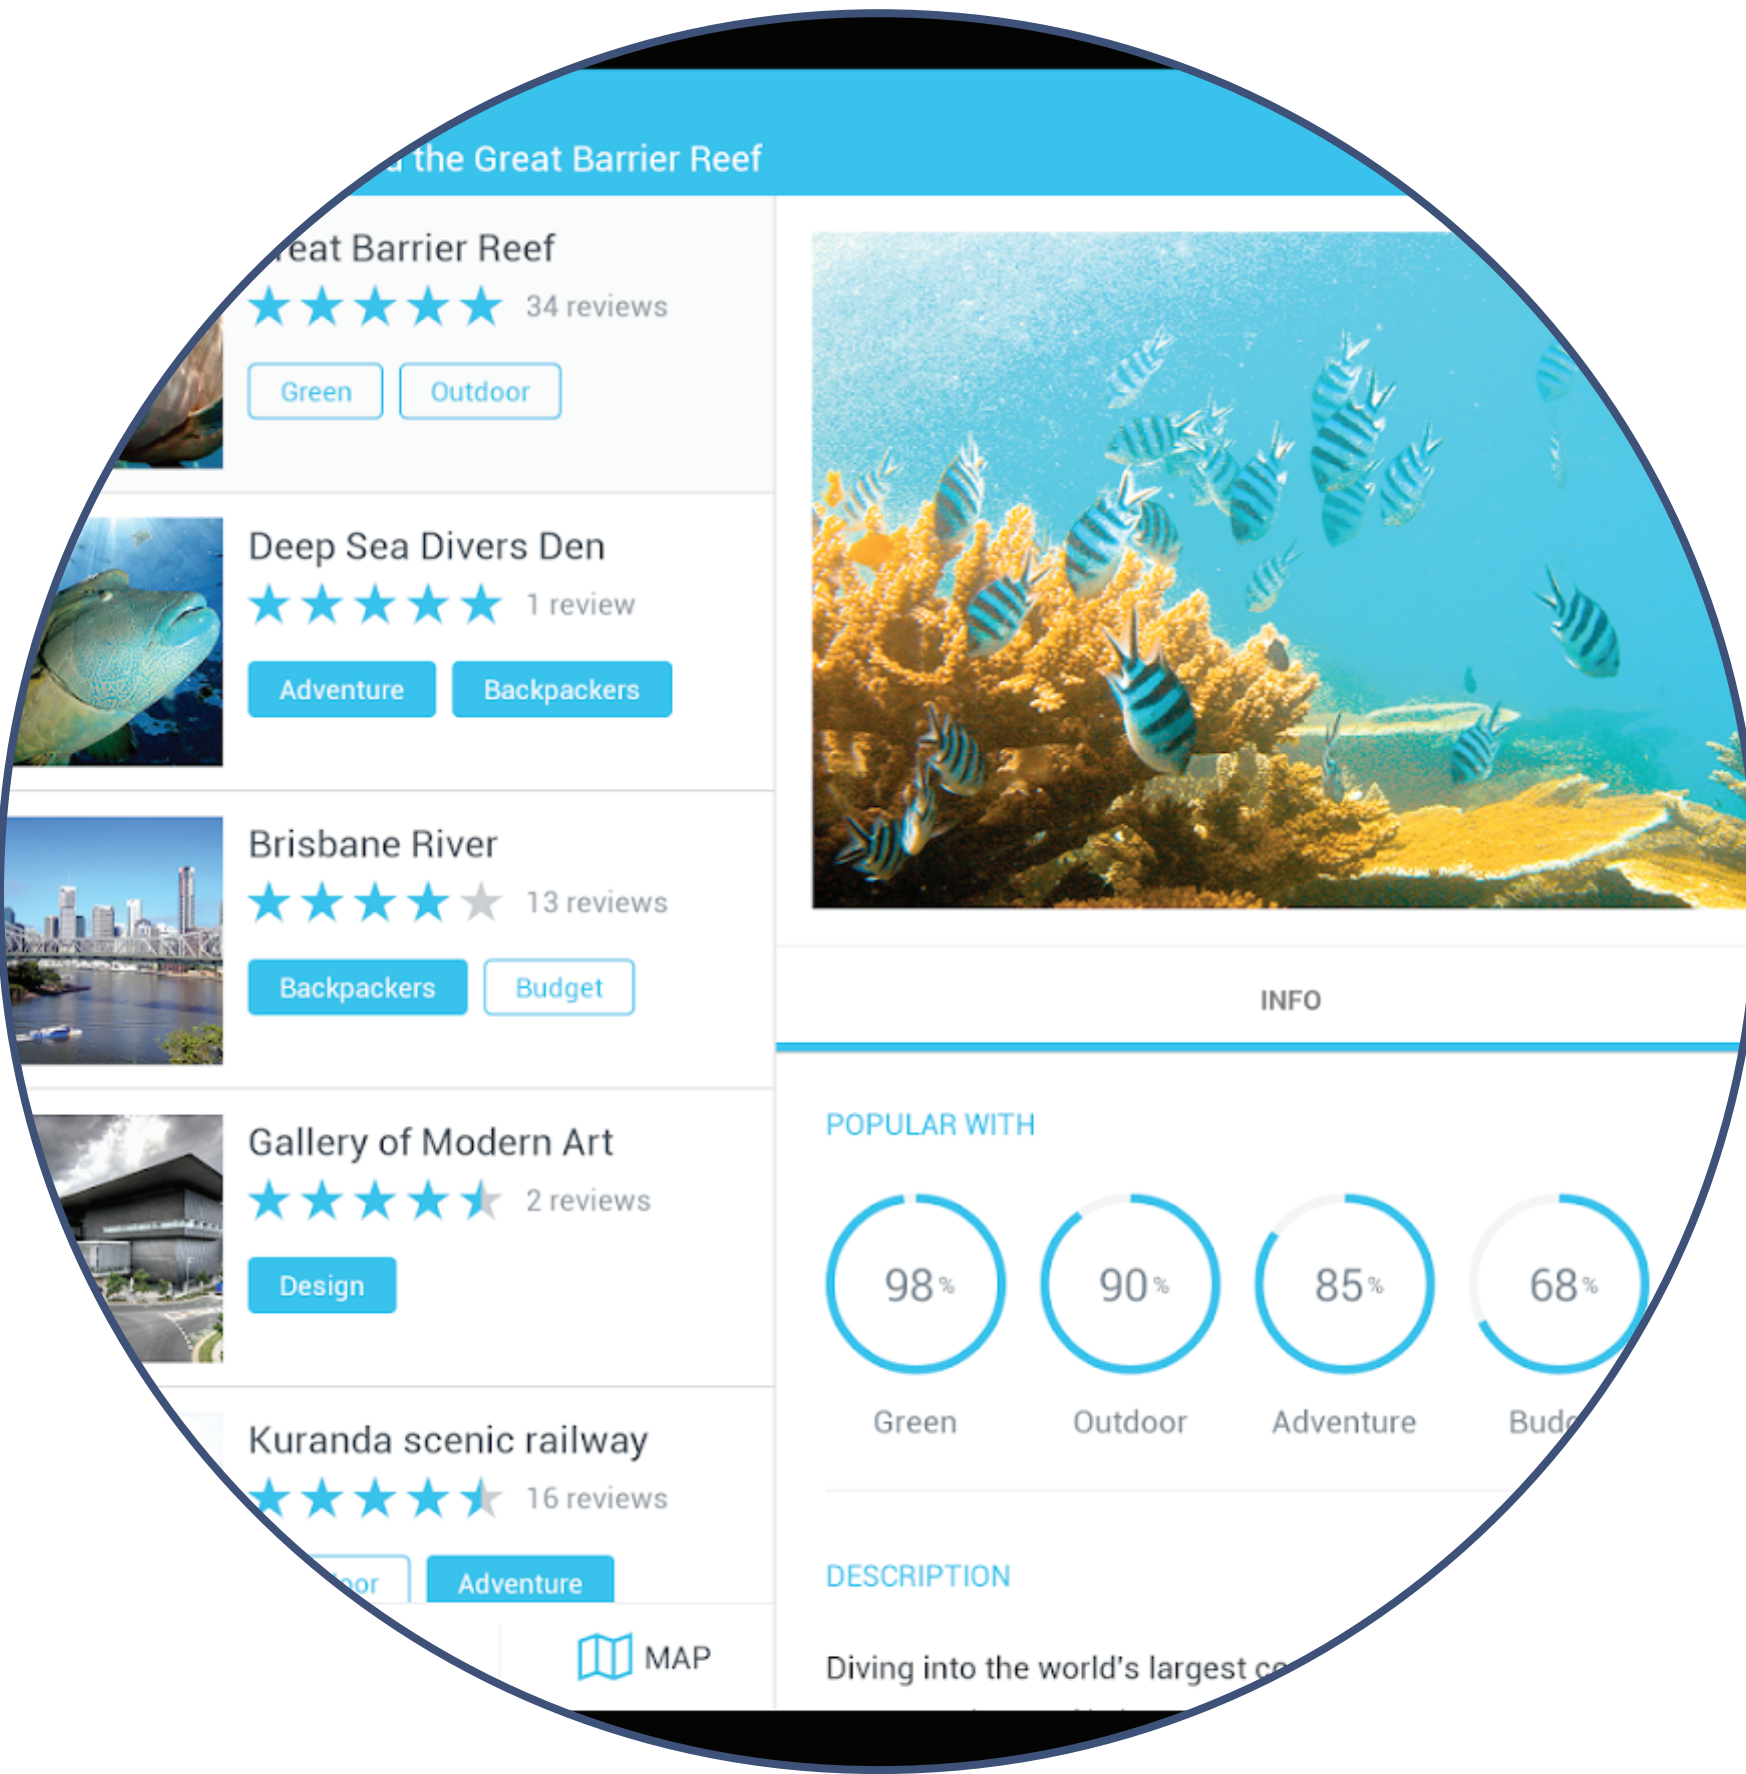 the Great Barrier Reef
Barrier Reef
34 reviews
Green Outdoor
Deep Sea Divers Den
1 review
Adventure Backpackers
Brisbane River
13 reviews
Backpackers Budget
Gallery of Modern Art
2 reviews
Design
Kuranda scenic railway
16 reviews
Adventure
MAP
INFO
POPULAR WITH
98% 90% 85% 68%
Green Outdoor Adventure
DESCRIPTION
Diving into the world's largest